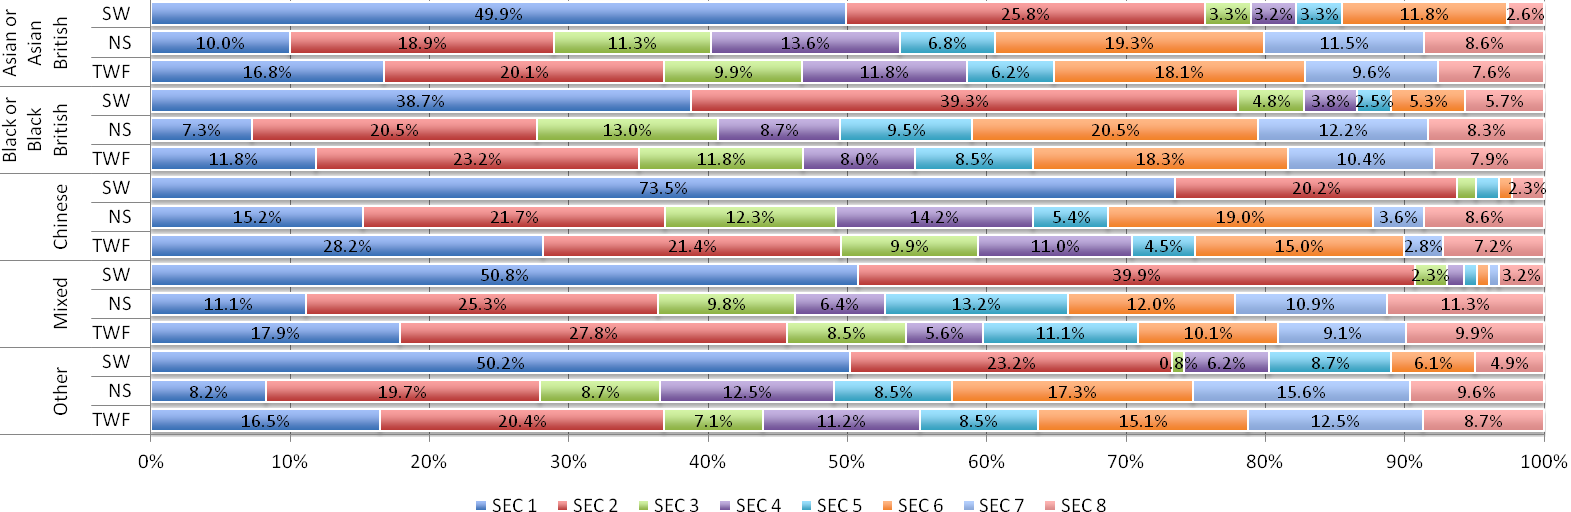 Asian or
Asian
British
SW 49.9% 25.8% 3.3% 3.2% 3.3% 11.8% 2.6%
NS 10.0% 18.9% 11.3% 13.6% 6.8% 19.3% 11.5% 8.6%
TWF 16.8% 20.1% 9.9% 11.8% 6.2% 18.1% 9.6% 7.6%
Black or
Black
British
SW 38.7% 39.3% 4.8% 3.8% 2.5% 5.3% 5.7%
NS 7.3% 20.5% 13.0% 8.7% 9.5% 20.5% 12.2% 8.3%
TWF 11.8% 23.2% 11.8% 8.0% 8.5% 18.3% 10.4% 7.9%
Chinese
SW 73.5% 20.2% 2.3%
NS 15.2% 21.7% 12.3% 14.2% 5.4% 19.0% 3.6% 8.6%
TWF 28.2% 21.4% 9.9% 11.0% 4.5% 15.0% 2.8% 7.2%
Mixed
SW 50.8% 39.9% 2.3% 3.2%
NS 11.1% 25.3% 9.8% 6.4% 13.2% 12.0% 10.9% 11.3%
TWF 17.9% 27.8% 8.5% 5.6% 11.1% 10.1% 9.1% 9.9%
Other
SW 50.2% 23.2% 0.8% 6.2% 8.7% 6.1% 4.9%
NS 8.2% 19.7% 8.7% 12.5% 8.5% 17.3% 15.6% 9.6%
TWF 16.5% 20.4% 7.1% 11.2% 8.5% 15.1% 12.5% 8.7%
0% 10% 20% 30% 40% 50% 60% 70% 80% 90% 100%
SEC 1 SEC 2 SEC 3 SEC 4 SEC 5 SEC 6 SEC 7 SEC 8